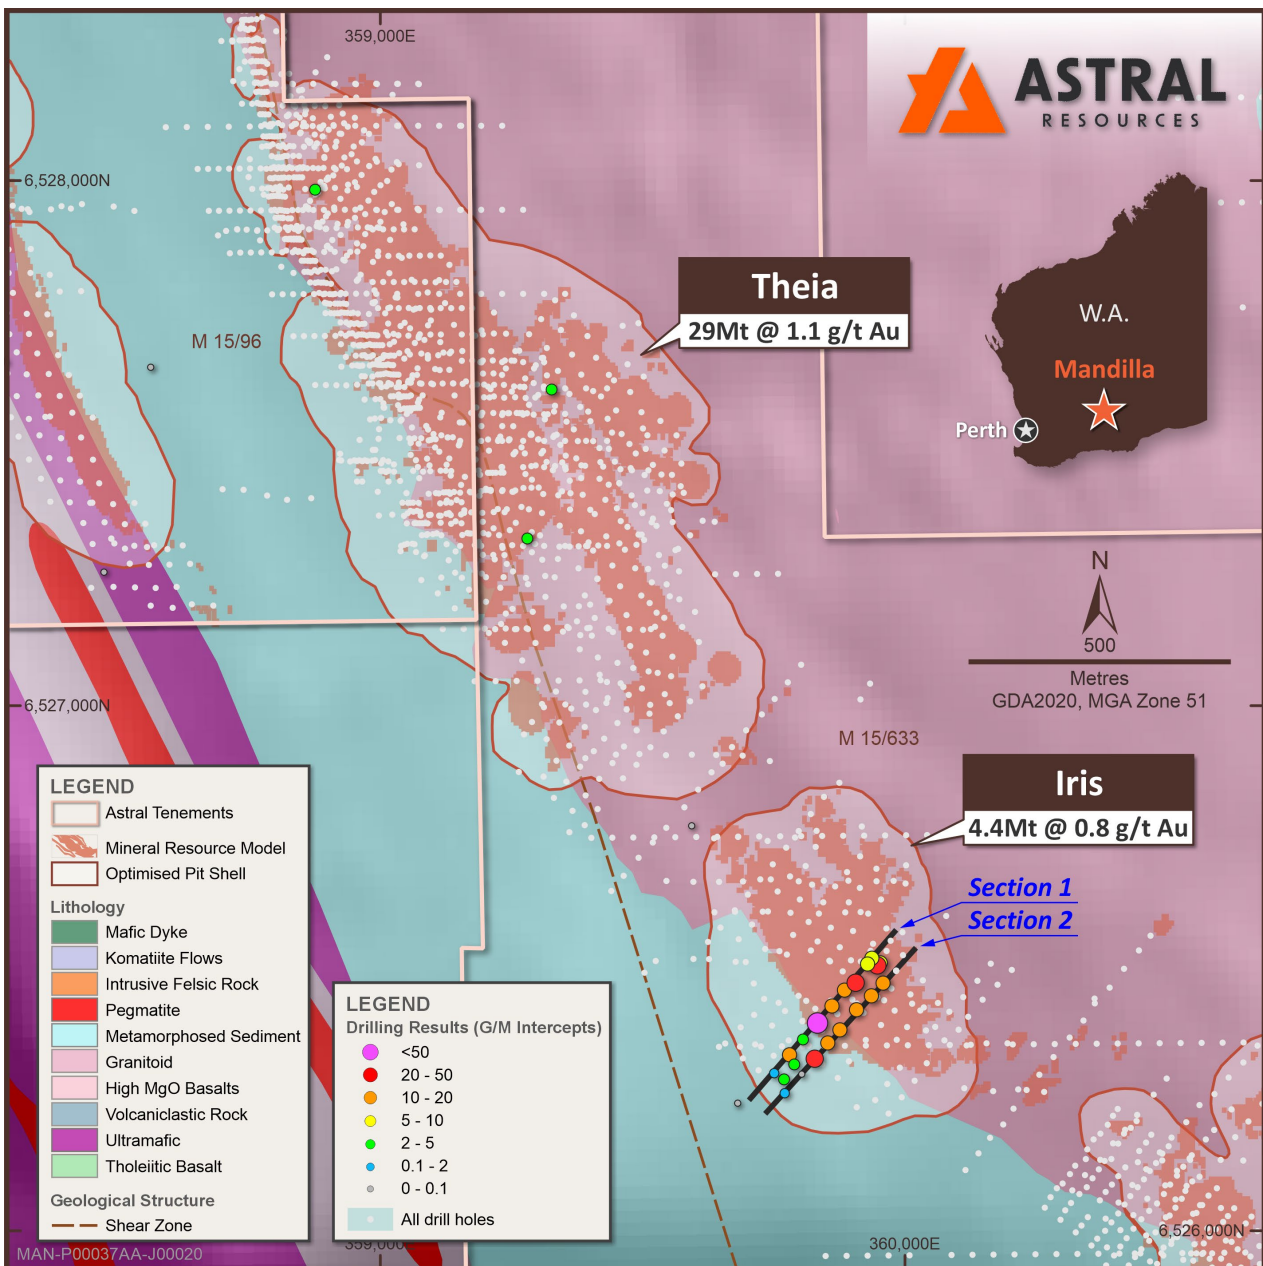 359,000E
ASTRAL
RESOURCES
6,528,000N
Theia
29Mt @ 1.1 g/t Au
W.A.
Mandilla
Perth
M 15/96
N
500
Metres
GDA2020, MGA Zone 51
6,527,000N
M 15/633
Iris
4.4Mt @ 0.8 g/t Au
Section 1
Section 2
LEGEND
Astral Tenements
Mineral Resource Model
Optimised Pit Shell
Lithology
Mafic Dyke
Komatiite Flows
Intrusive Felsic Rock
Pegmatite
Metamorphosed Sediment
Granitoid
High MgO Basalts
Volcaniclastic Rock
Ultramafic
Tholeiitic Basalt
Geological Structure
Shear Zone
LEGEND
Drilling Results (G/M Intercepts)
<50
20 - 50
10 - 20
5 - 10
2 - 5
0.1 - 2
0 - 0.1
All drill holes
6,526,000N
MAN-P00037AA-J00020
359,000E
360,000E